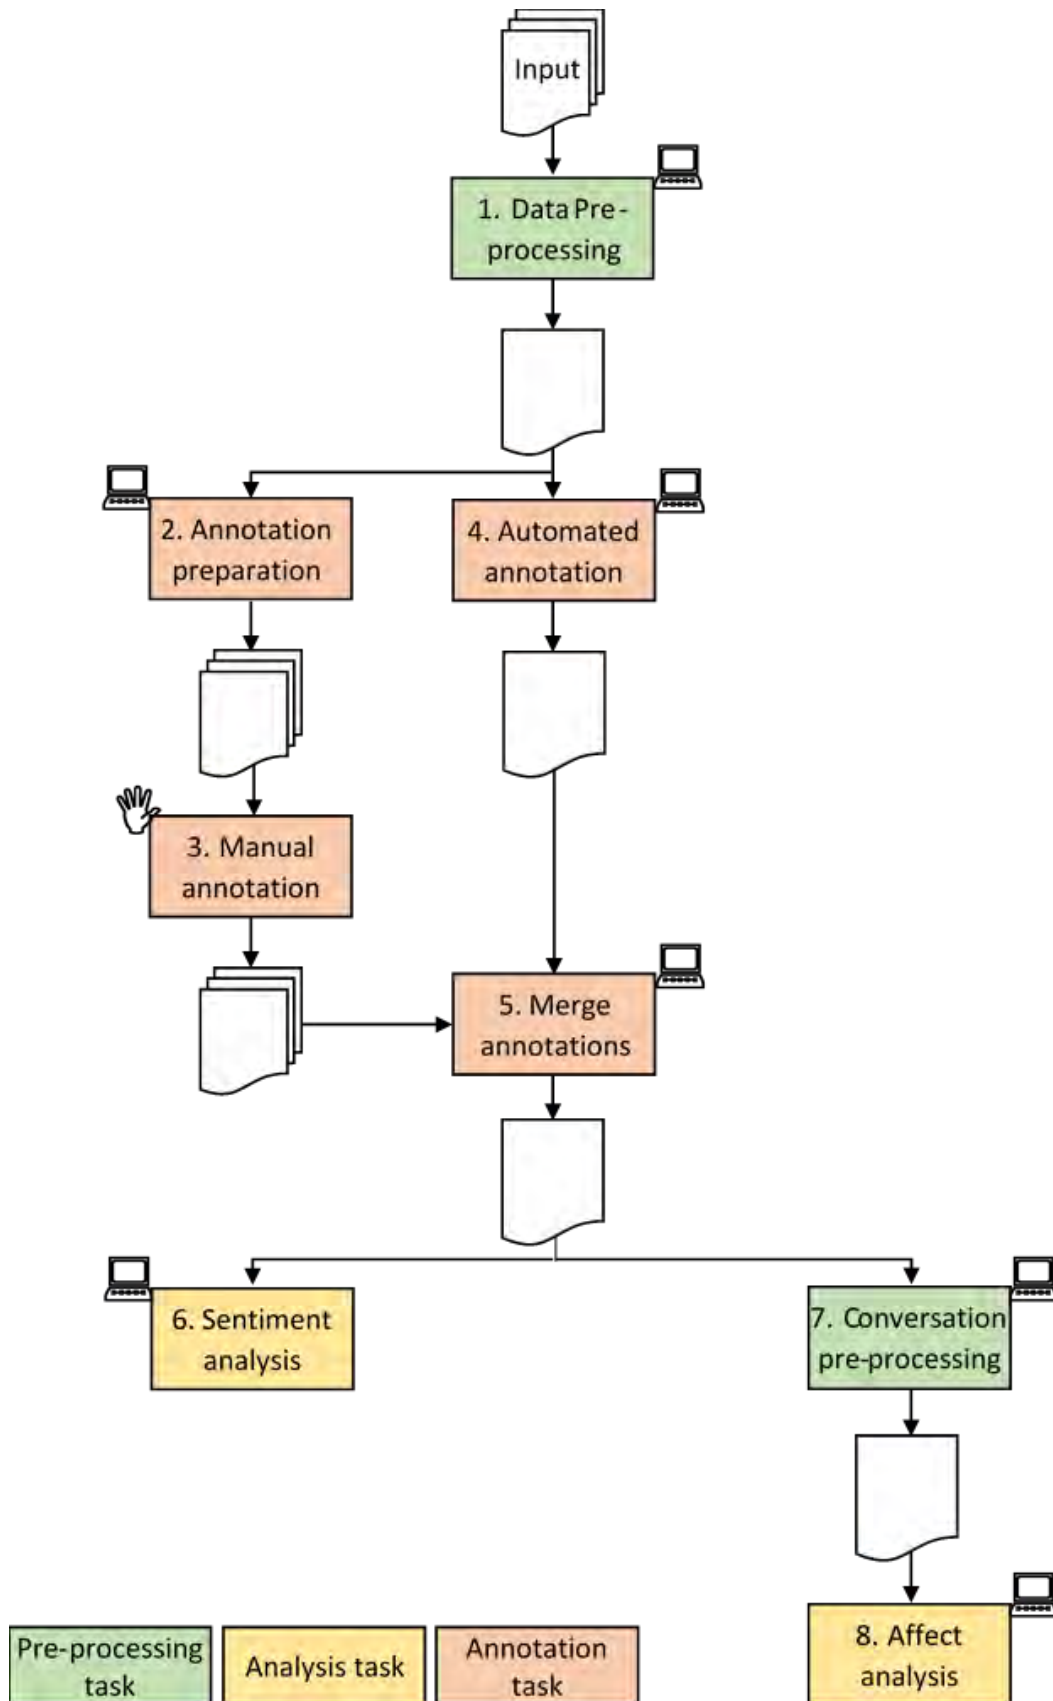 Input
1. Data Pre-
processing
2. Annotation
preparation
4. Automated
annotation
3. Manual
annotation
5. Merge
annotations
6. Sentiment
analysis
7. Conversation
pre-processing
8. Affect
analysis
Pre-processing
task
Analysis task
Annotation
task